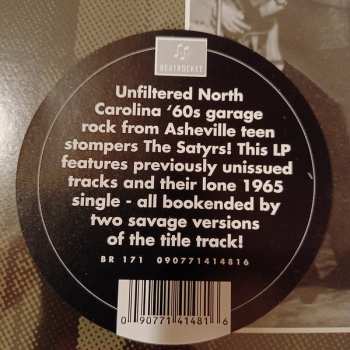 BEATROCKET
Unfiltered North
Carolina '60s garage
rock from Asheville teen
stompers The Satyrs! This LP
features previously unissued
tracks and their lone 1965
single - all bookended by
two savage versions
of the title track!
BR 171 090771414816
0 90771 41481 6